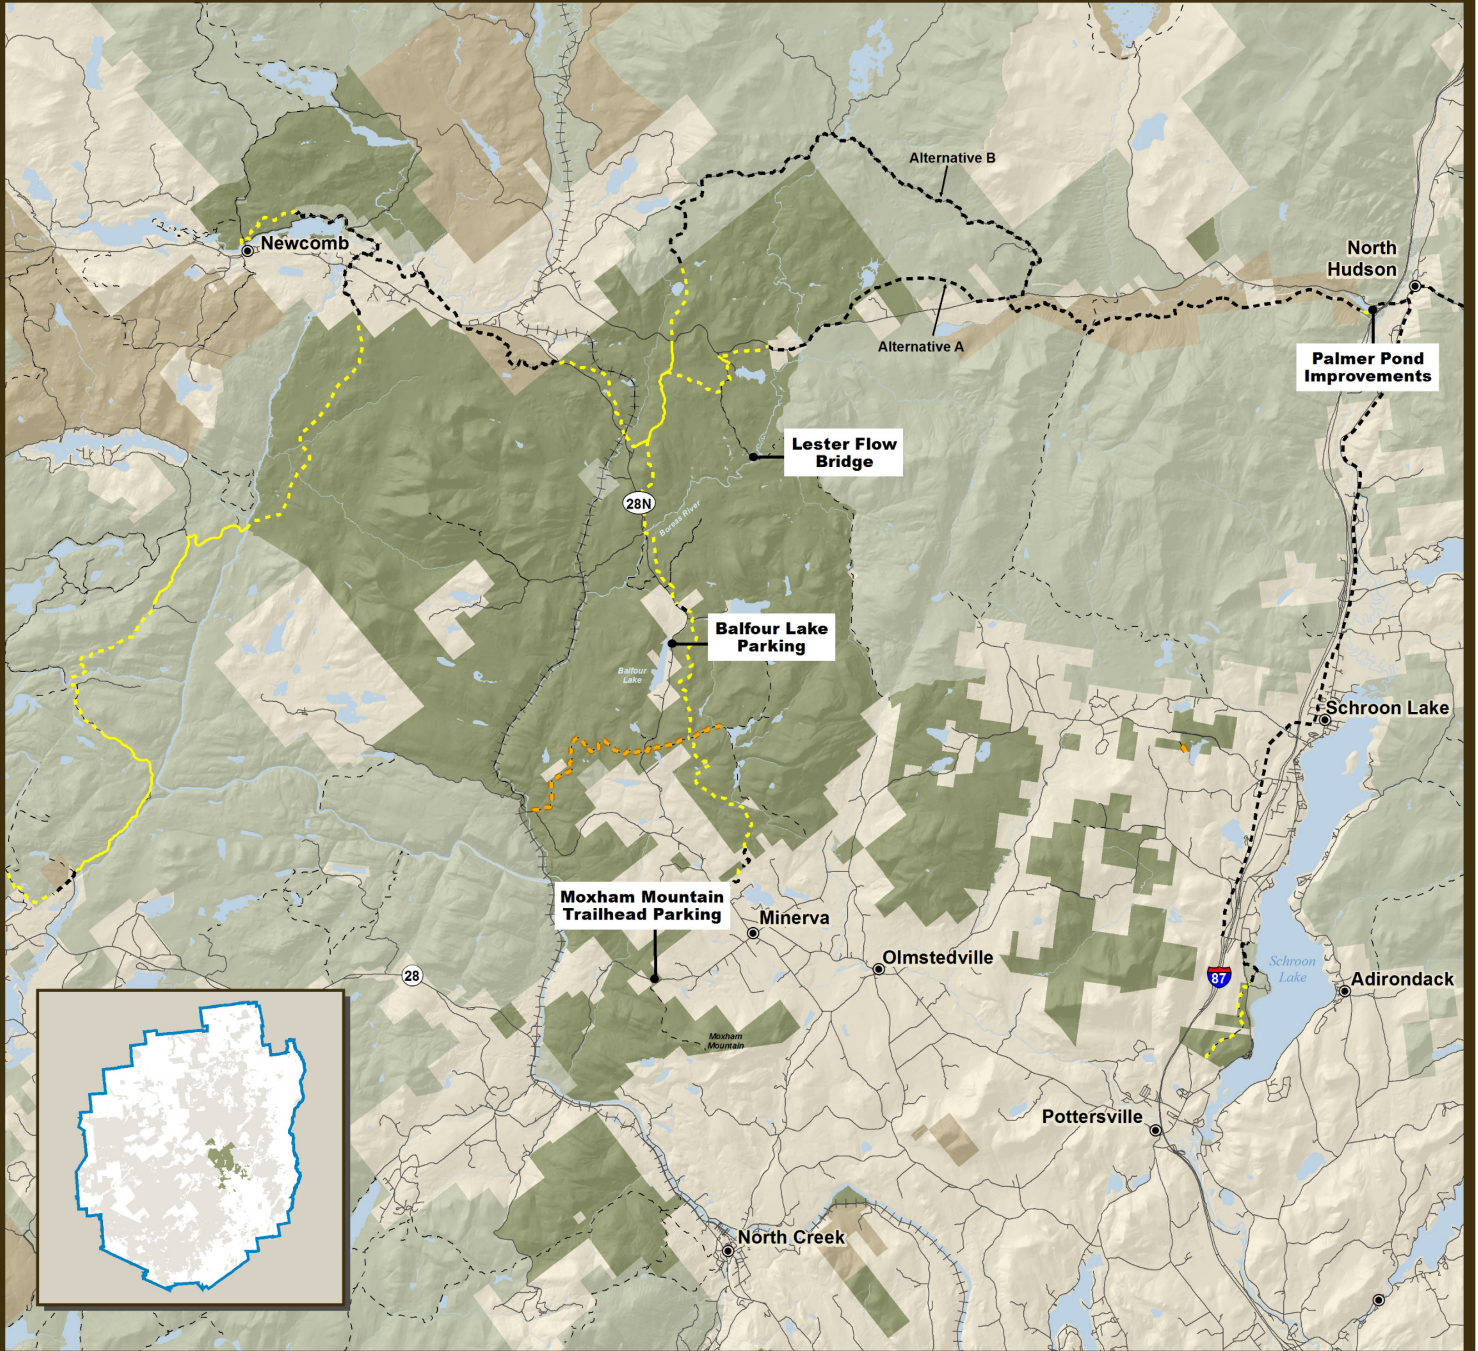 Alternative B
Newcomb
North
Hudson
Alternative A
Palmer Pond
Improvements
Lester Flow
Bridge
28N
Boreas River
Balfour Lake
Parking
Balfour
Lake
Schroon Lake
Moxham Mountain
Trailhead Parking
Minerva
Olmstedville
28
87
Schroon
Lake
Adirondack
Moxham
Mountain
Pottersville
North Creek